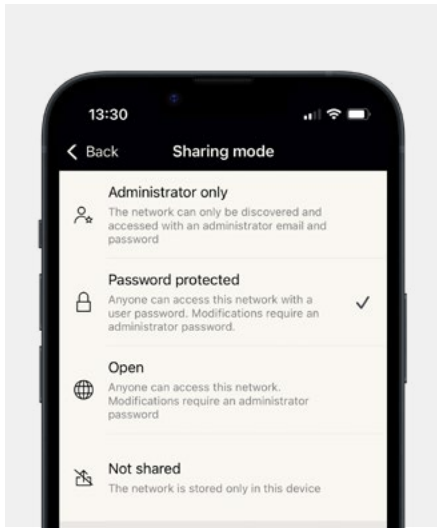 13:30
Back
Sharing mode
Administrator only
The network can only be discovered and
accessed with an administrator email and
password
Password protected
Anyone can access this network with a
user password. Modifications require an
administrator password.
Open
Anyone can access this network.
Modifications require an administrator
password
Not shared
The network is stored only in this device